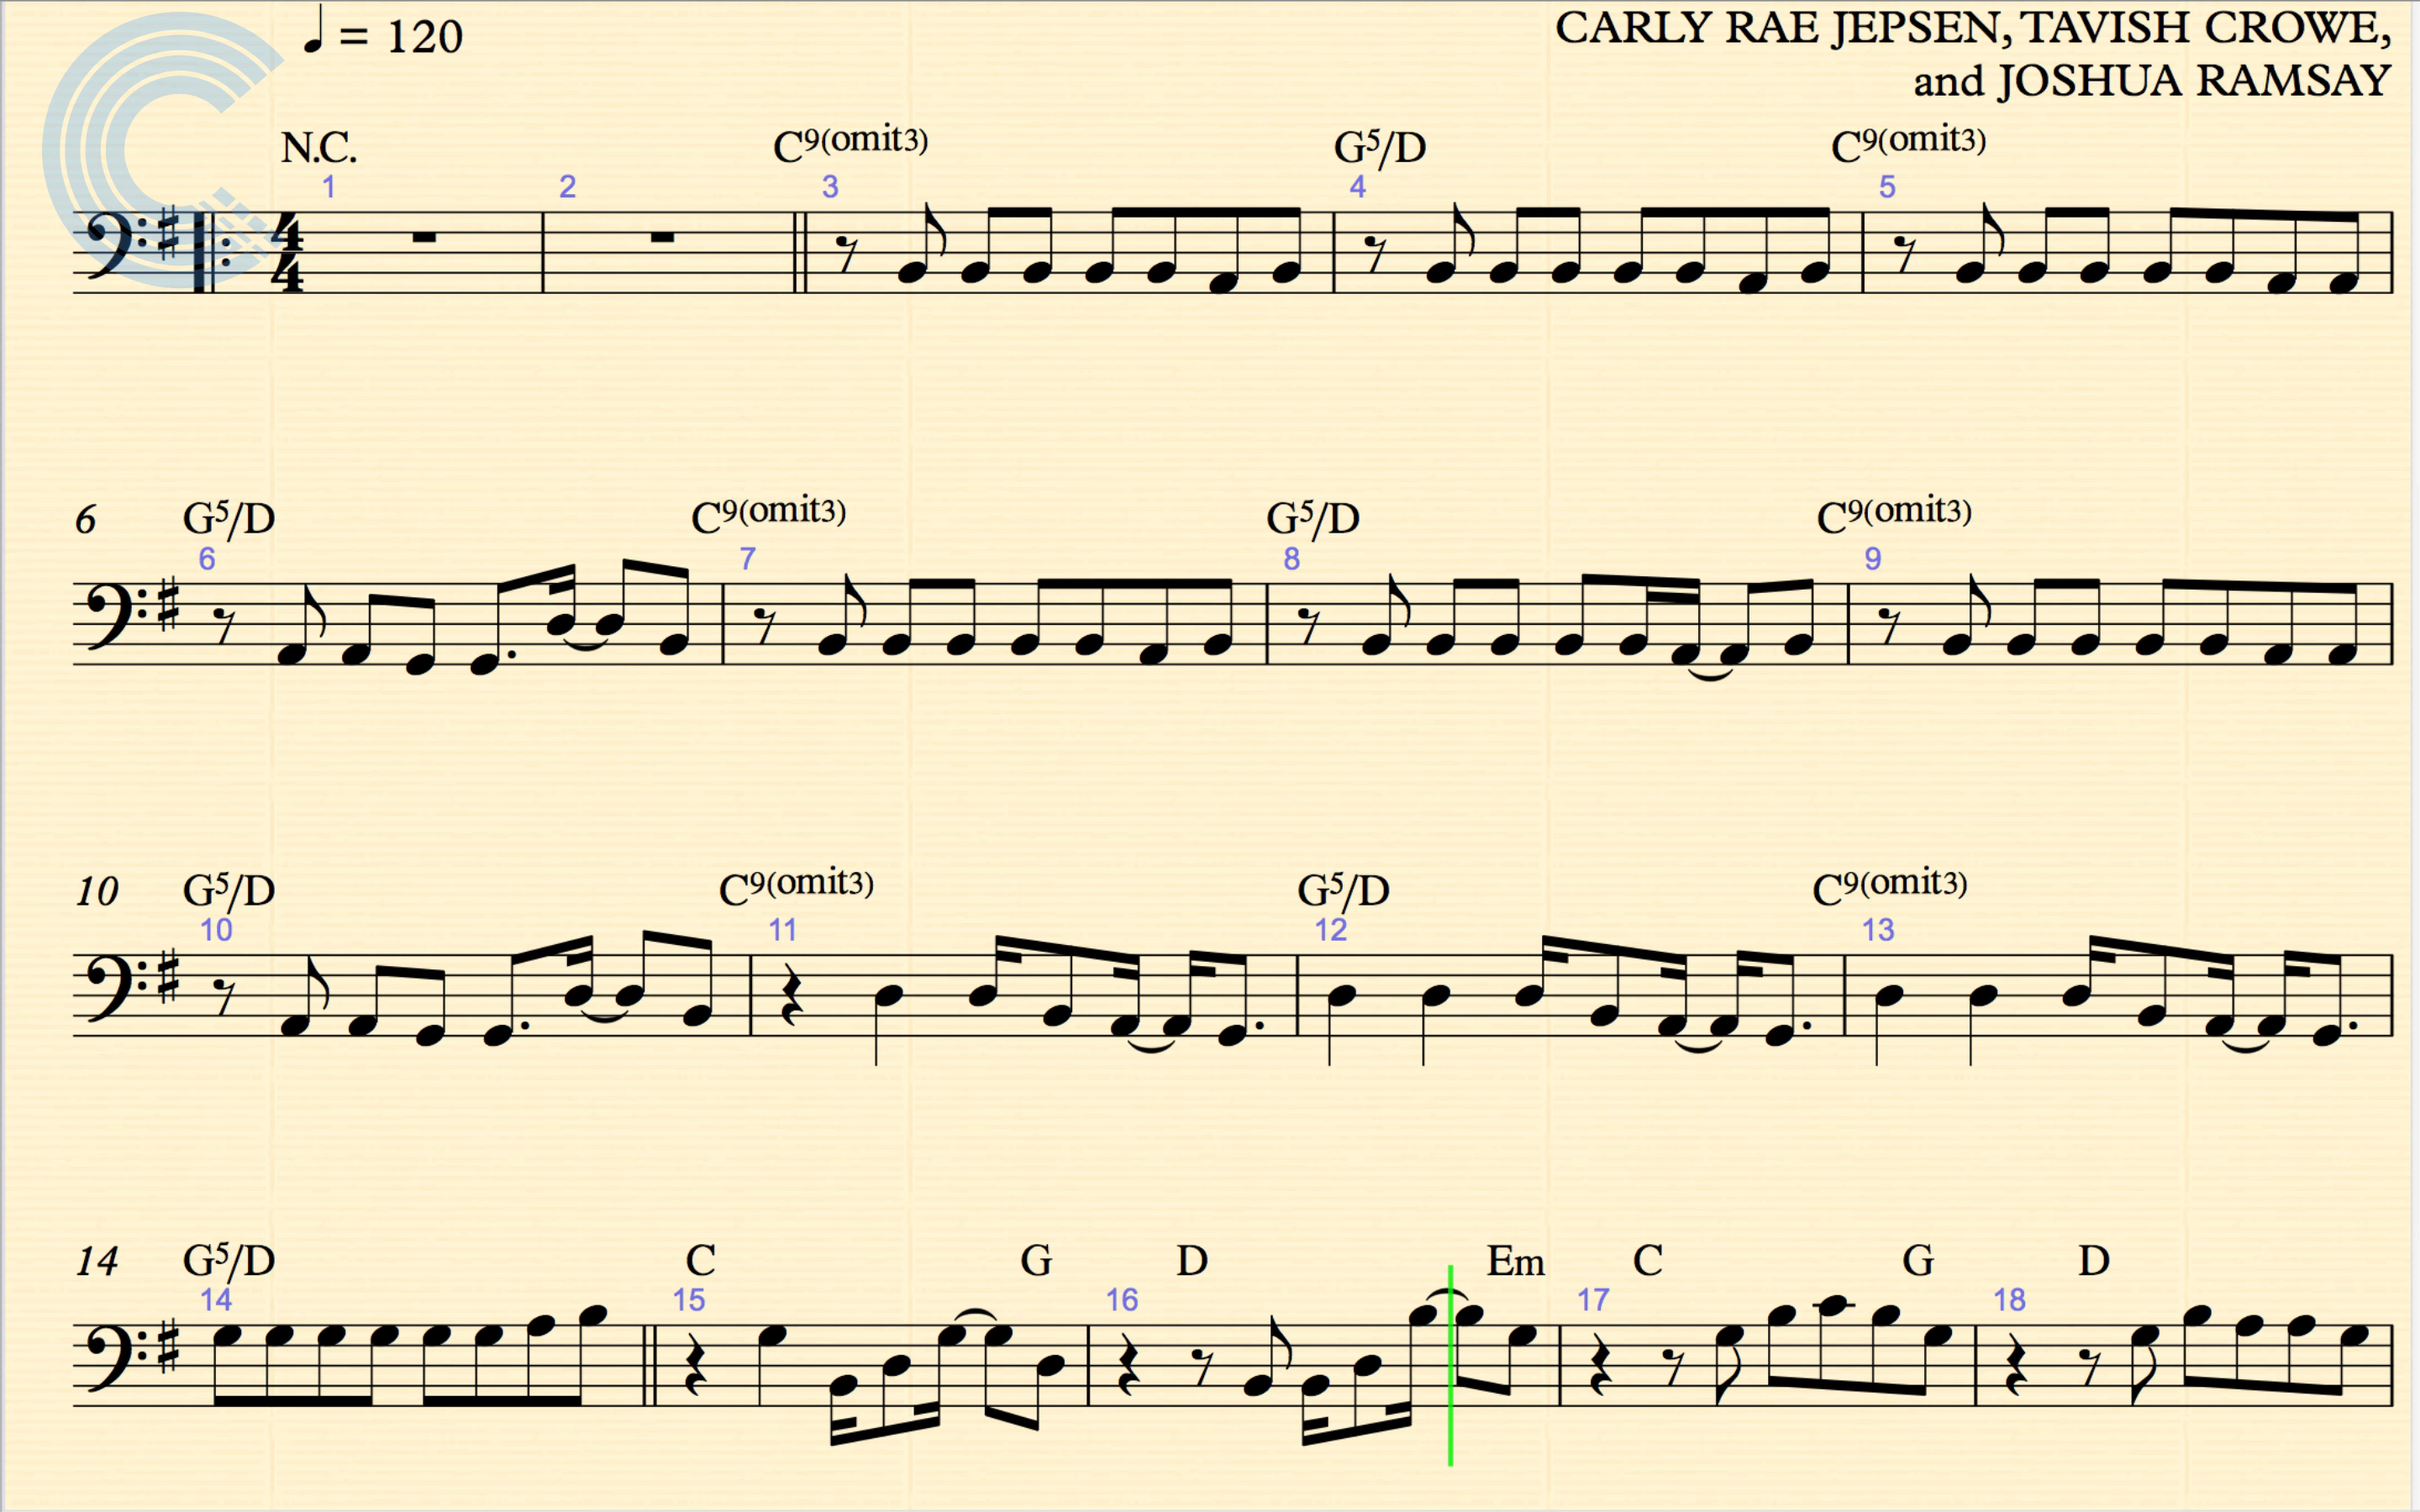 ♩ = 120
CARLY RAE JEPSEN, TAVISH CROWE,
and JOSHUA RAMSAY
N.C. C9(omit3) G5/D C9(omit3)
1 2 3 4 5
4
4
6 G5/D C9(omit3) G5/D C9(omit3)
6 7 8 9
10 G5/D C9(omit3) G5/D C9(omit3)
10 11 12 13
14 G5/D C G D Em C G D
14 15 16 17 18